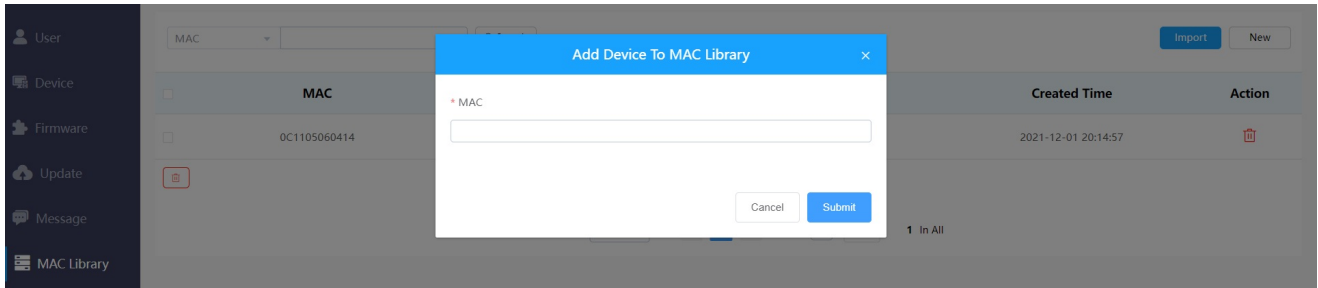 User
Device
Firmware
Update
Message
MAC Library
MAC
Import
New
MAC
Created Time
Action
0C1105060414
2021-12-01 20:14:57
1 In All
Add Device To MAC Library
* MAC
Cancel
Submit